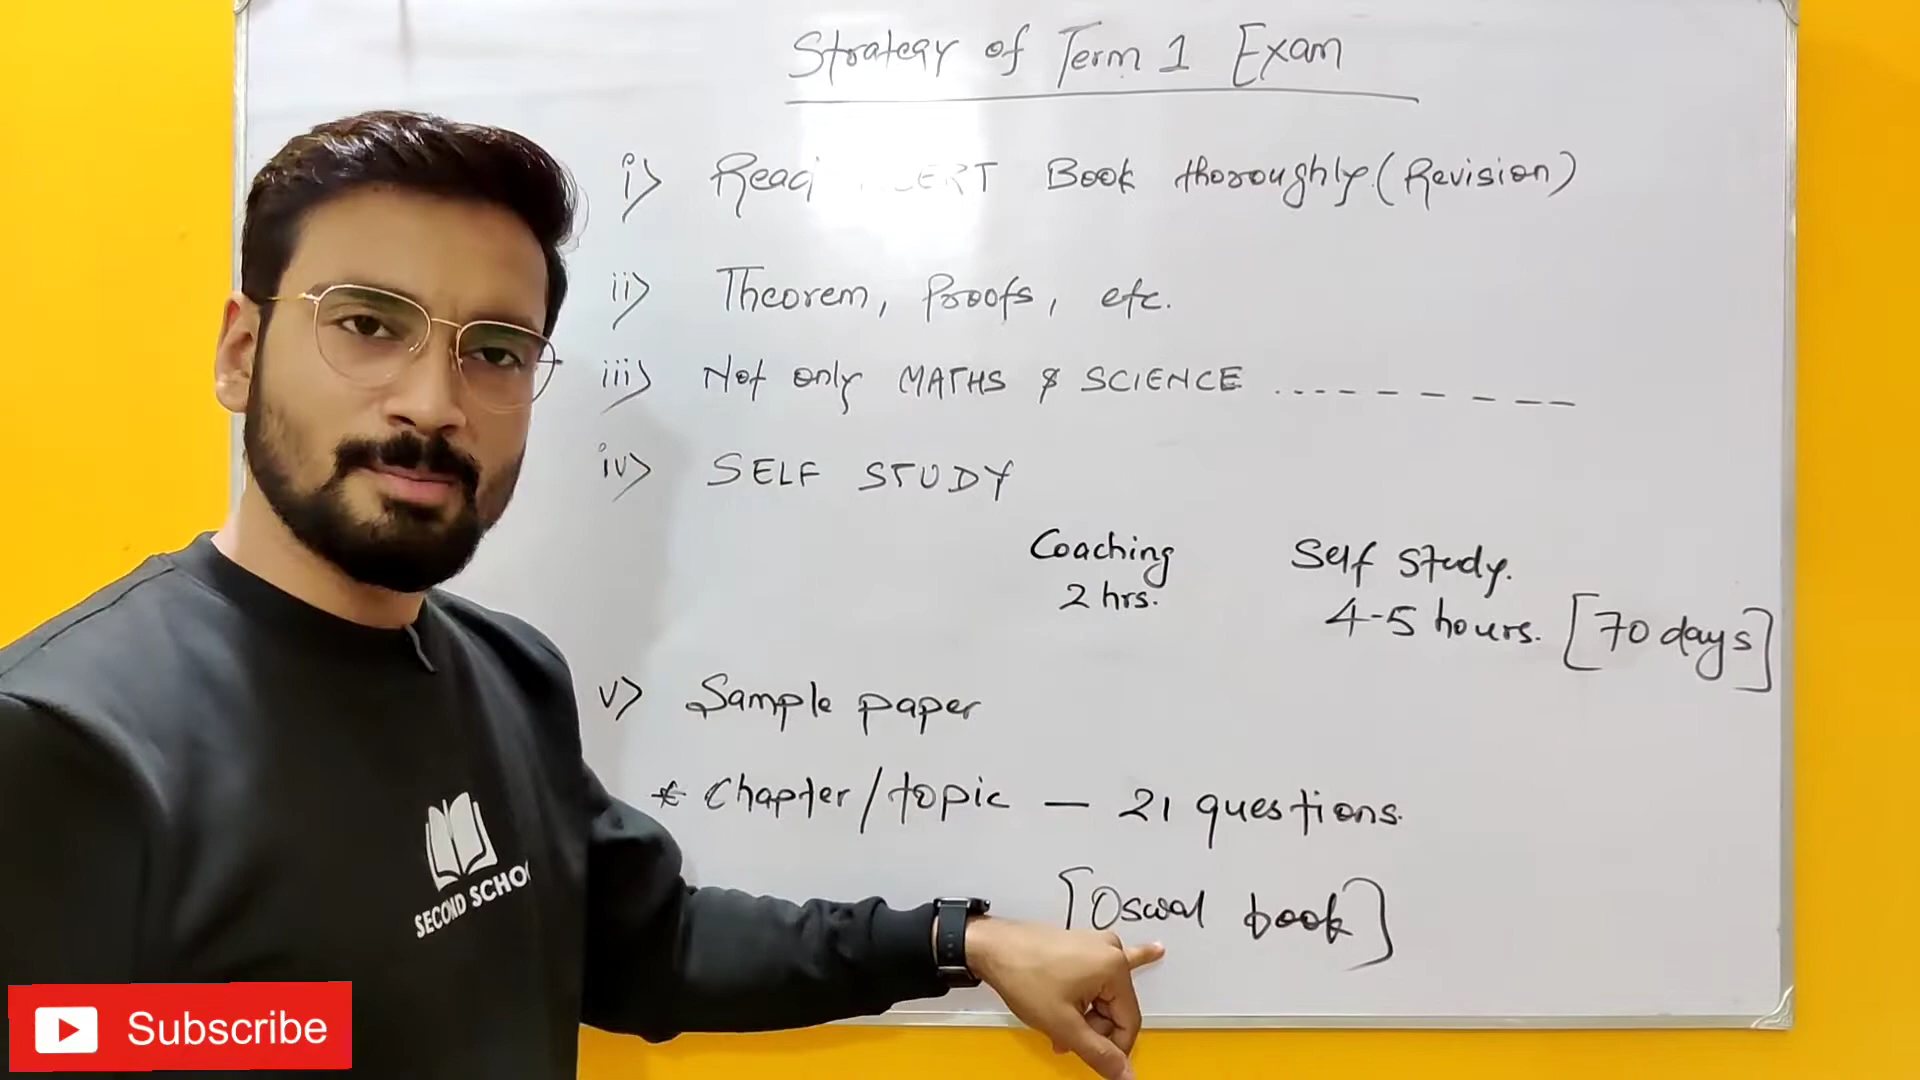 Strategy of Term 1 Exam
i) Read NCERT Book thoroughly. (Revision)
ii) Theorem, Proofs, etc.
iii) Not only MATHS & SCIENCE
iv) SELF STUDY
Coaching
2 hrs.
Self Study.
4-5 hours. [70 days]
v) Sample paper
* Chapter/topic — 21 questions.
[Oswal book]
SECOND SCHO
Subscribe